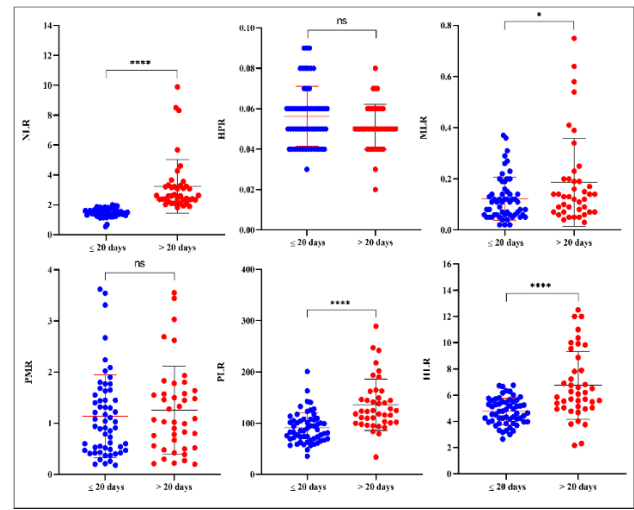 NLR
14
12
10
8
6
4
2
0
****
≤ 20 days
> 20 days
HPR
0.10
0.08
0.06
0.04
0.02
0.00
ns
≤ 20 days
> 20 days
MLR
0.8
0.6
0.4
0.2
0.0
*
≤ 20 days
> 20 days
PMR
4
3
2
1
0
ns
≤ 20 days
> 20 days
PLR
400
300
200
100
0
****
≤ 20 days
> 20 days
HLR
16
14
12
10
8
6
4
2
0
****
≤ 20 days
> 20 days